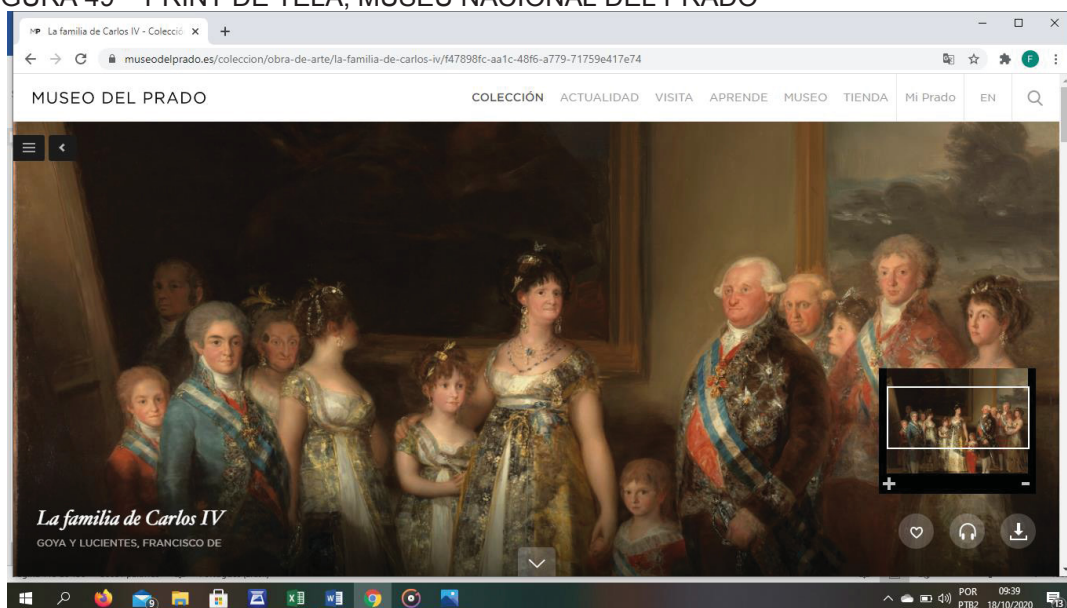 GURA 49 – PRINT DE TELA, MUSEU NACIONAL DEL PRADO
MP La familia de Carlos IV - Colecció
museodelprado.es/coleccion/obra-de-arte/la-familia-de-carlos-iv/f47898fc-aa1c-48f6-a779-71759e417e74
F
MUSEO DEL PRADO COLECCIÓN ACTUALIDAD VISITA APRENDE MUSEO TIENDA Mi Prado EN
La familia de Carlos IV
GOYA Y LUCIENTES, FRANCISCO DE
POR 09:39
PTB2 18/10/2020